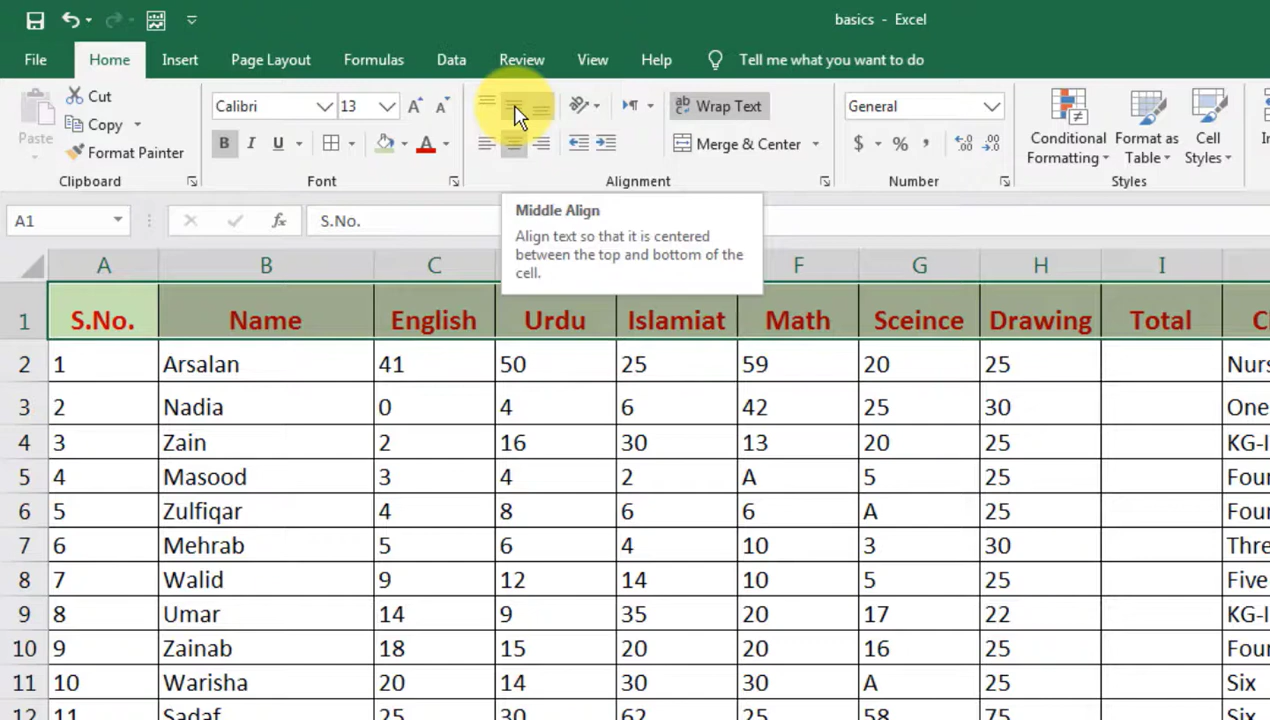 basics - Excel
File Home Insert Page Layout Formulas Data Review View Help Tell me what you want to do
Paste Cut Copy Format Painter Clipboard
Calibri 13 A A B I U A Font
ab c Wrap Text Merge & Center Alignment
General $ % , .00 Number
Conditional Formatting Format as Table Cell Styles Styles
A1 fx S.No.
Middle Align
Align text so that it is centered
between the top and bottom of the
cell.
A B C F G H I
1 S.No. Name English Urdu Islamiat Math Sceince Drawing Total
2 1 Arsalan 41 50 25 59 20 25
3 2 Nadia 0 4 6 42 25 30 One
4 3 Zain 2 16 30 13 20 25
5 4 Masood 3 4 2 A 5 25
6 5 Zulfiqar 4 8 6 6 A 25
7 6 Mehrab 5 6 4 10 3 30
8 7 Walid 9 12 14 10 5 25 Five
9 8 Umar 14 9 35 20 17 22
10 9 Zainab 18 15 20 20 16 25
11 10 Warisha 20 14 30 30 A 25 Six
12 11 Sadaf 25 30 62 25 58 75 Six